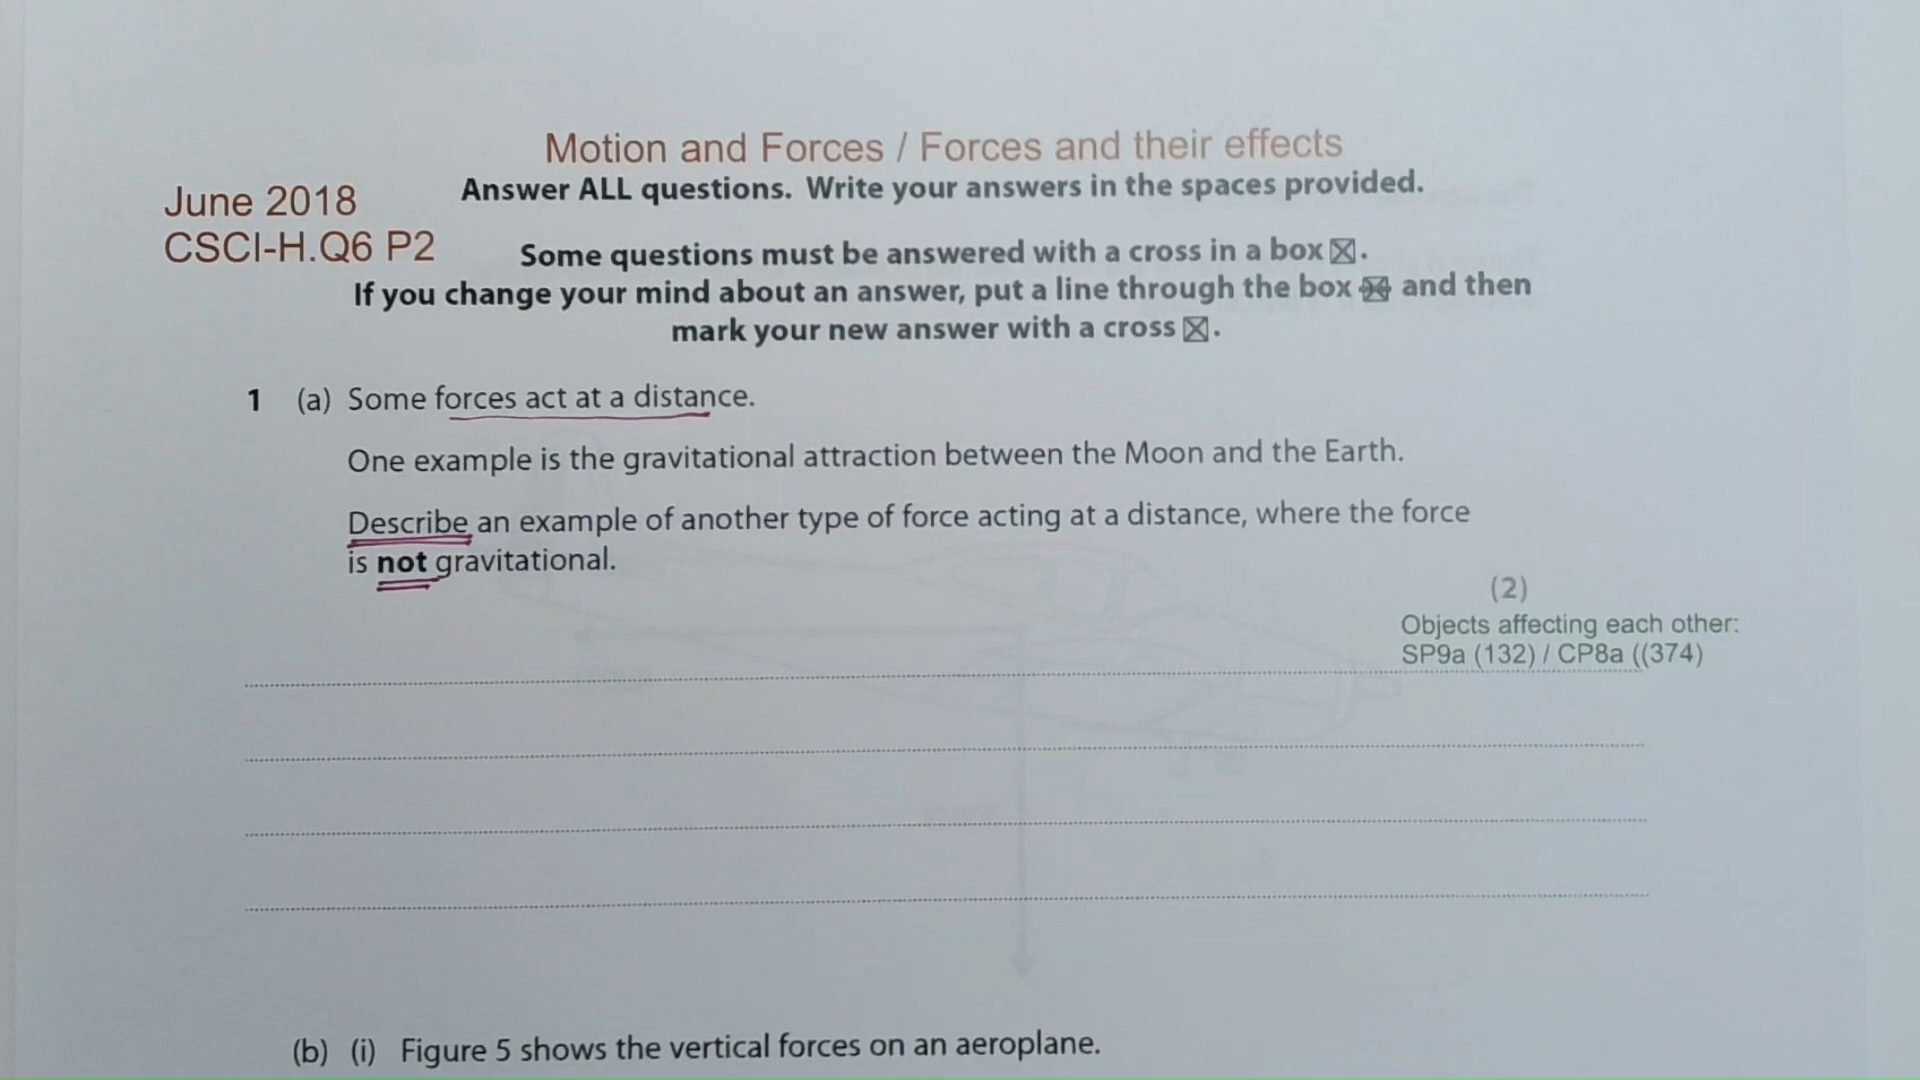 Motion and Forces / Forces and their effects
June 2018
Answer ALL questions. Write your answers in the spaces provided.
CSCI-H.Q6 P2
Some questions must be answered with a cross in a box ☒.
If you change your mind about an answer, put a line through the box and then
mark your new answer with a cross ☒.
1 (a) Some forces act at a distance.
One example is the gravitational attraction between the Moon and the Earth.
Describe an example of another type of force acting at a distance, where the force
is not gravitational.
(2)
Objects affecting each other:
SP9a (132) / CP8a ((374)
(b) (i) Figure 5 shows the vertical forces on an aeroplane.